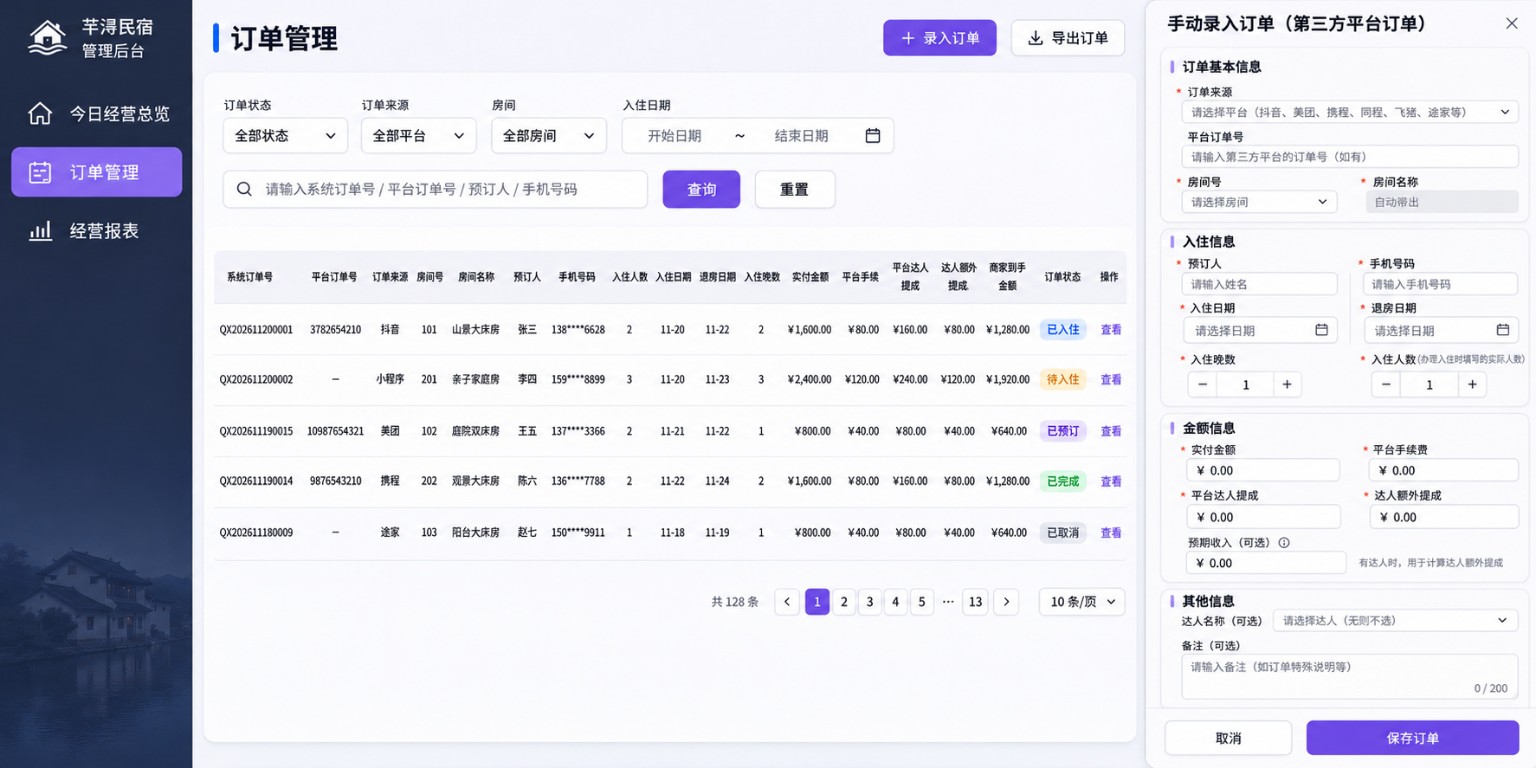 芊浔民宿
管理后台
今日经营总览
订单管理
经营报表
订单管理
+ 录入订单
导出订单
订单状态 订单来源 房间 入住日期
全部状态 全部平台 全部房间 开始日期 ~ 结束日期
请输入系统订单号 / 平台订单号 / 预订人 / 手机号码 查询 重置
系统订单号 平台订单号 订单来源 房间号 房间名称 预订人 手机号码 入住人数 入住日期 退房日期 入住晚数 实付金额 平台手续 平台达人提成 达人额外提成 商家到手金额 订单状态 操作
QX202611200001 3782654210 抖音 101 山景大床房 张三 138****6628 2 11-20 11-22 2 ¥1,600.00 ¥80.00 ¥160.00 ¥80.00 ¥1,280.00 已入住 查看
QX202611200002 — 小程序 201 亲子家庭房 李四 159****8899 3 11-20 11-23 3 ¥2,400.00 ¥120.00 ¥240.00 ¥120.00 ¥1,920.00 待入住 查看
QX202611190015 10987654321 美团 102 庭院双床房 王五 137****3366 2 11-21 11-22 1 ¥800.00 ¥40.00 ¥80.00 ¥40.00 ¥640.00 已预订 查看
QX202611190014 9876543210 携程 202 观景大床房 陈六 136****7788 2 11-22 11-24 2 ¥1,600.00 ¥80.00 ¥160.00 ¥80.00 ¥1,280.00 已完成 查看
QX202611180009 — 途家 103 阳台大床房 赵七 150****9911 1 11-18 11-19 1 ¥800.00 ¥40.00 ¥80.00 ¥40.00 ¥640.00 已取消 查看
共 128 条 < 1 2 3 4 5 ··· 13 > 10 条/页
手动录入订单（第三方平台订单） ×
订单基本信息
* 订单来源
请选择平台（抖音、美团、携程、同程、飞猪、途家等）
平台订单号
请输入第三方平台的订单号（如有）
* 房间号 * 房间名称
请选择房间 自动带出
入住信息
* 预订人 * 手机号码
请输入姓名 请输入手机号码
* 入住日期 * 退房日期
请选择日期 请选择日期
* 入住晚数 * 入住人数(办理入住时填写的实际人数)
− 1 + − 1 +
金额信息
* 实付金额 * 平台手续费
¥ 0.00 ¥ 0.00
* 平台达人提成 * 达人额外提成
¥ 0.00 ¥ 0.00
预期收入（可选）
¥ 0.00 有达人时，用于计算达人额外提成
其他信息
达人名称（可选） 请选择达人（无则不选）
备注（可选）
请输入备注（如订单特殊说明等）
0 / 200
取消 保存订单